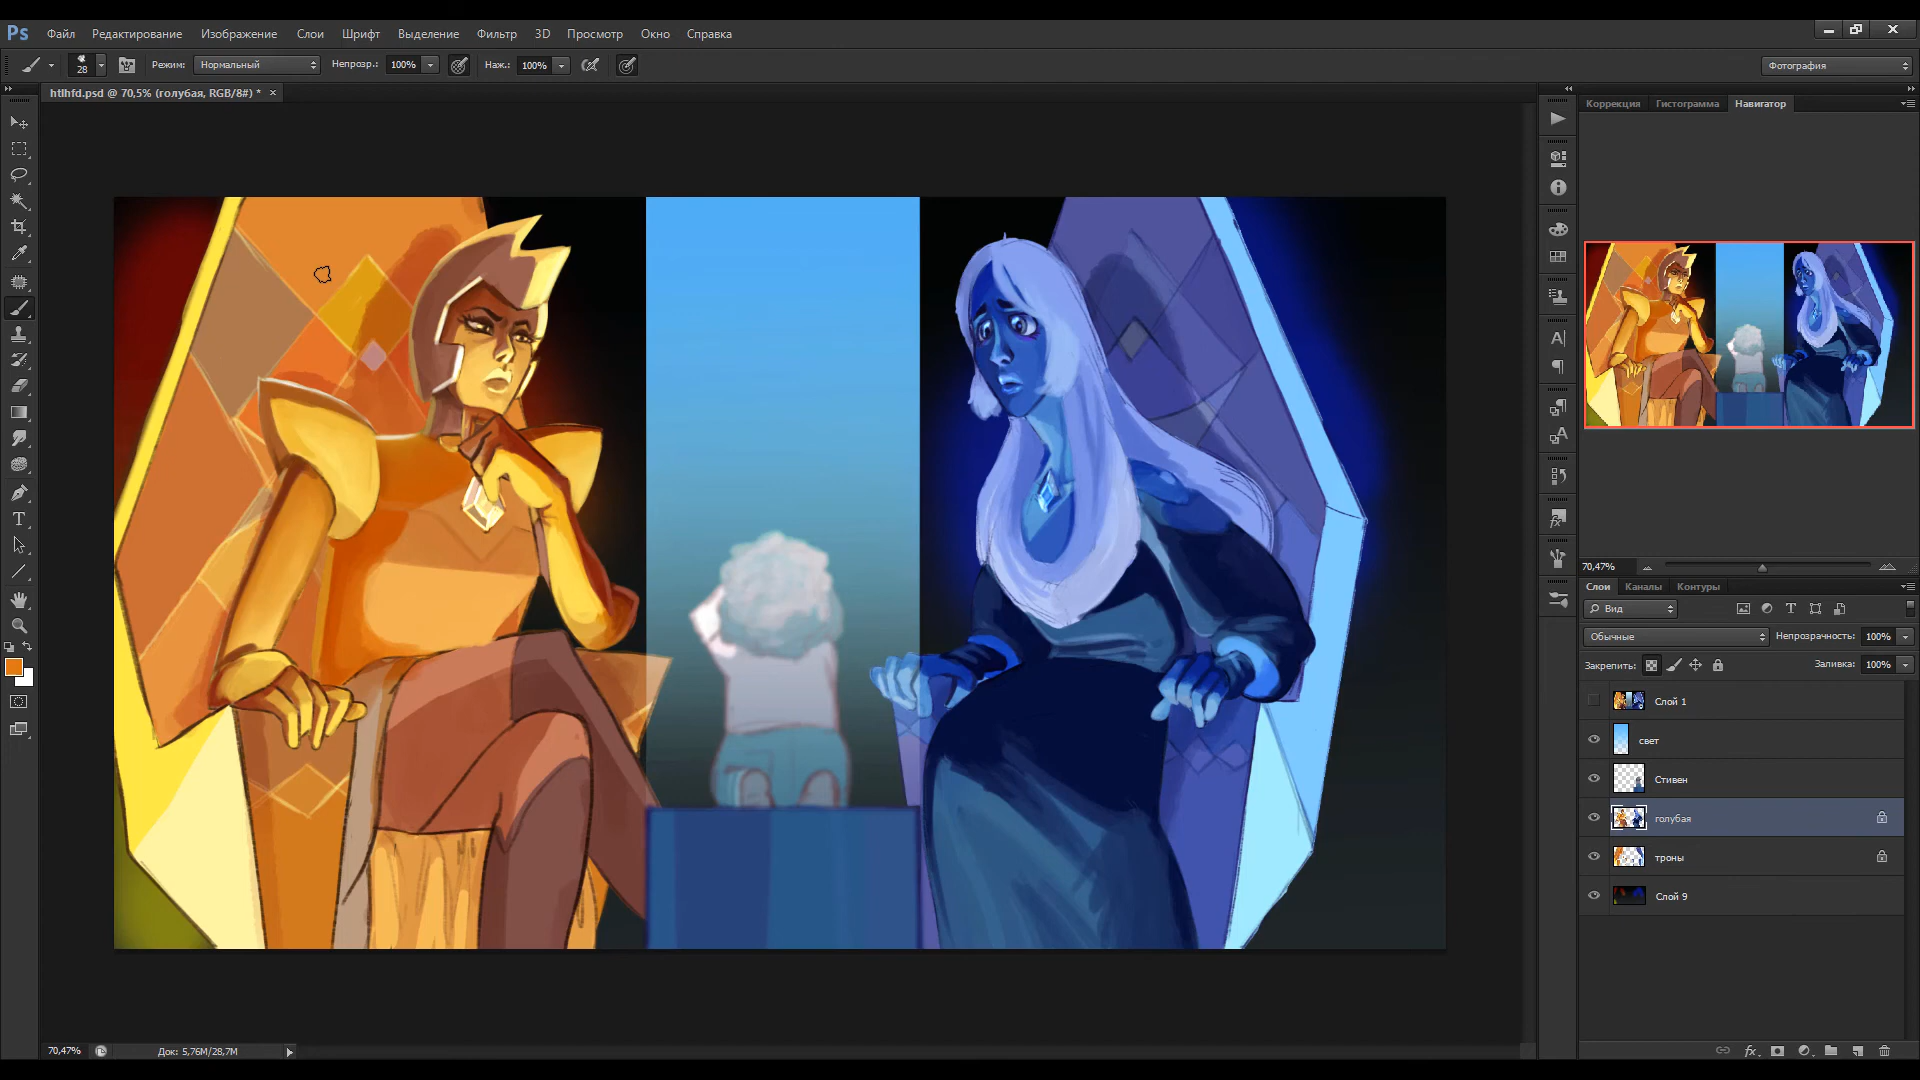 Ps Файл Редактирование Изображение Слои Шрифт Выделение Фильтр 3D Просмотр Окно Справка
28 Режим: Нормальный Непрозр.: 100% Наж.: 100% Фотография
htlhfd.psd @ 70,5% (голубая, RGB/8#) * ×
Коррекция Гистограмма Навигатор
70,47%
Слои Каналы Контуры
Вид
Обычные Непрозрачность: 100%
Закрепить: Заливка: 100%
Слой 1
свет
Стивен
голубая
троны
Слой 9
70,47% Док: 5,76M/28,7M